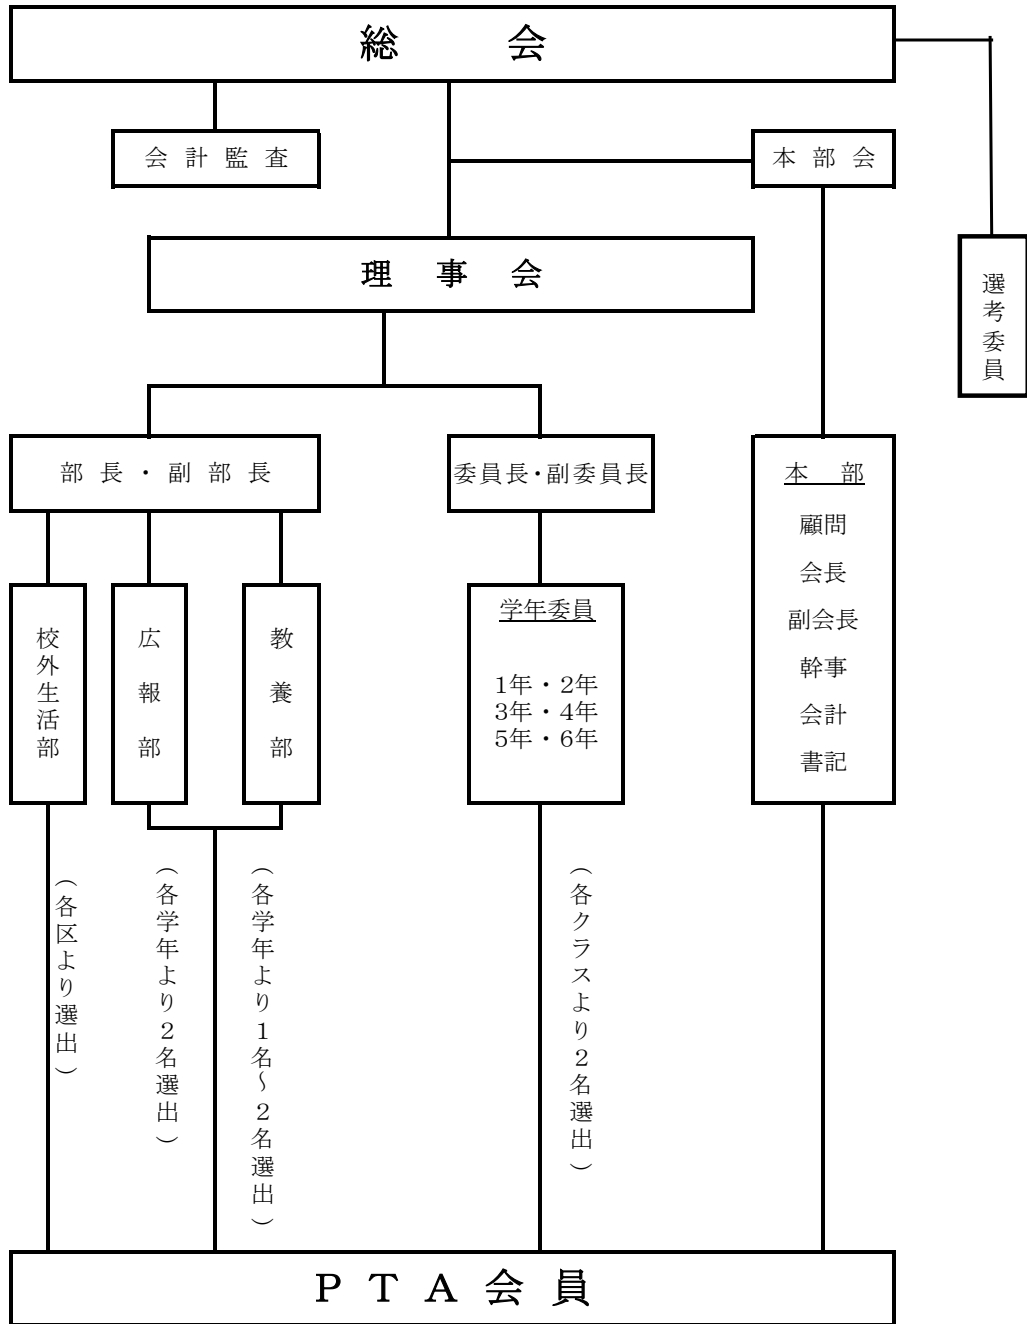 総会
会計監査
本部会
理事会
選考委員
部長・副部長
委員長・副委員長
本部
顧問
会長
副会長
幹事
会計
書記
校外生活部
広報部
教養部
学年委員
1年・2年
3年・4年
5年・6年
（各区より選出）
（各学年より２名選出）
（各学年より１名～２名選出）
（各クラスより２名選出）
ＰＴＡ会員